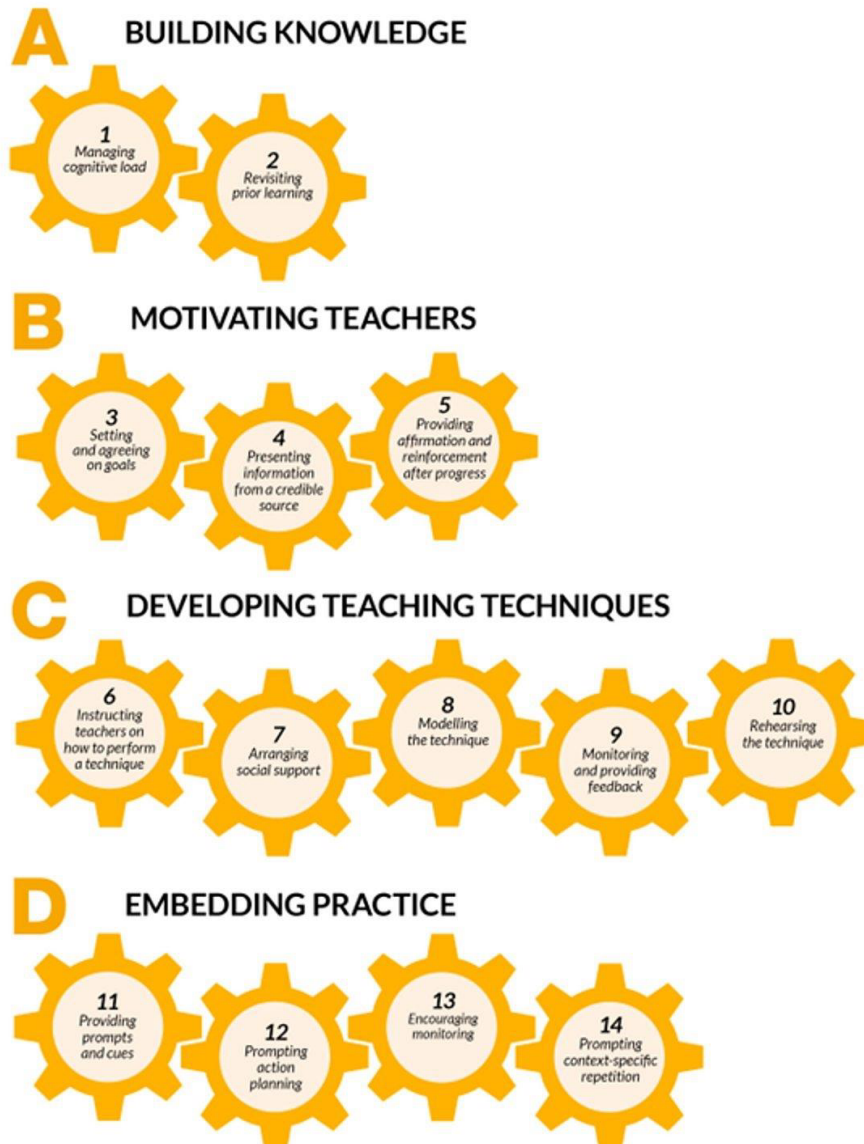 A BUILDING KNOWLEDGE
1
Managing
cognitive load
2
Revisiting
prior learning
B MOTIVATING TEACHERS
3
Setting
and agreeing
on goals
4
Presenting
information
from a credible
source
5
Providing
affirmation and
reinforcement
after progress
C DEVELOPING TEACHING TECHNIQUES
6
Instructing
teachers on
how to perform
a technique
7
Arranging
social support
8
Modelling
the technique
9
Monitoring
and providing
feedback
10
Rehearsing
the technique
D EMBEDDING PRACTICE
11
Providing
prompts
and cues
12
Prompting
action
planning
13
Encouraging
monitoring
14
Prompting
context-specific
repetition